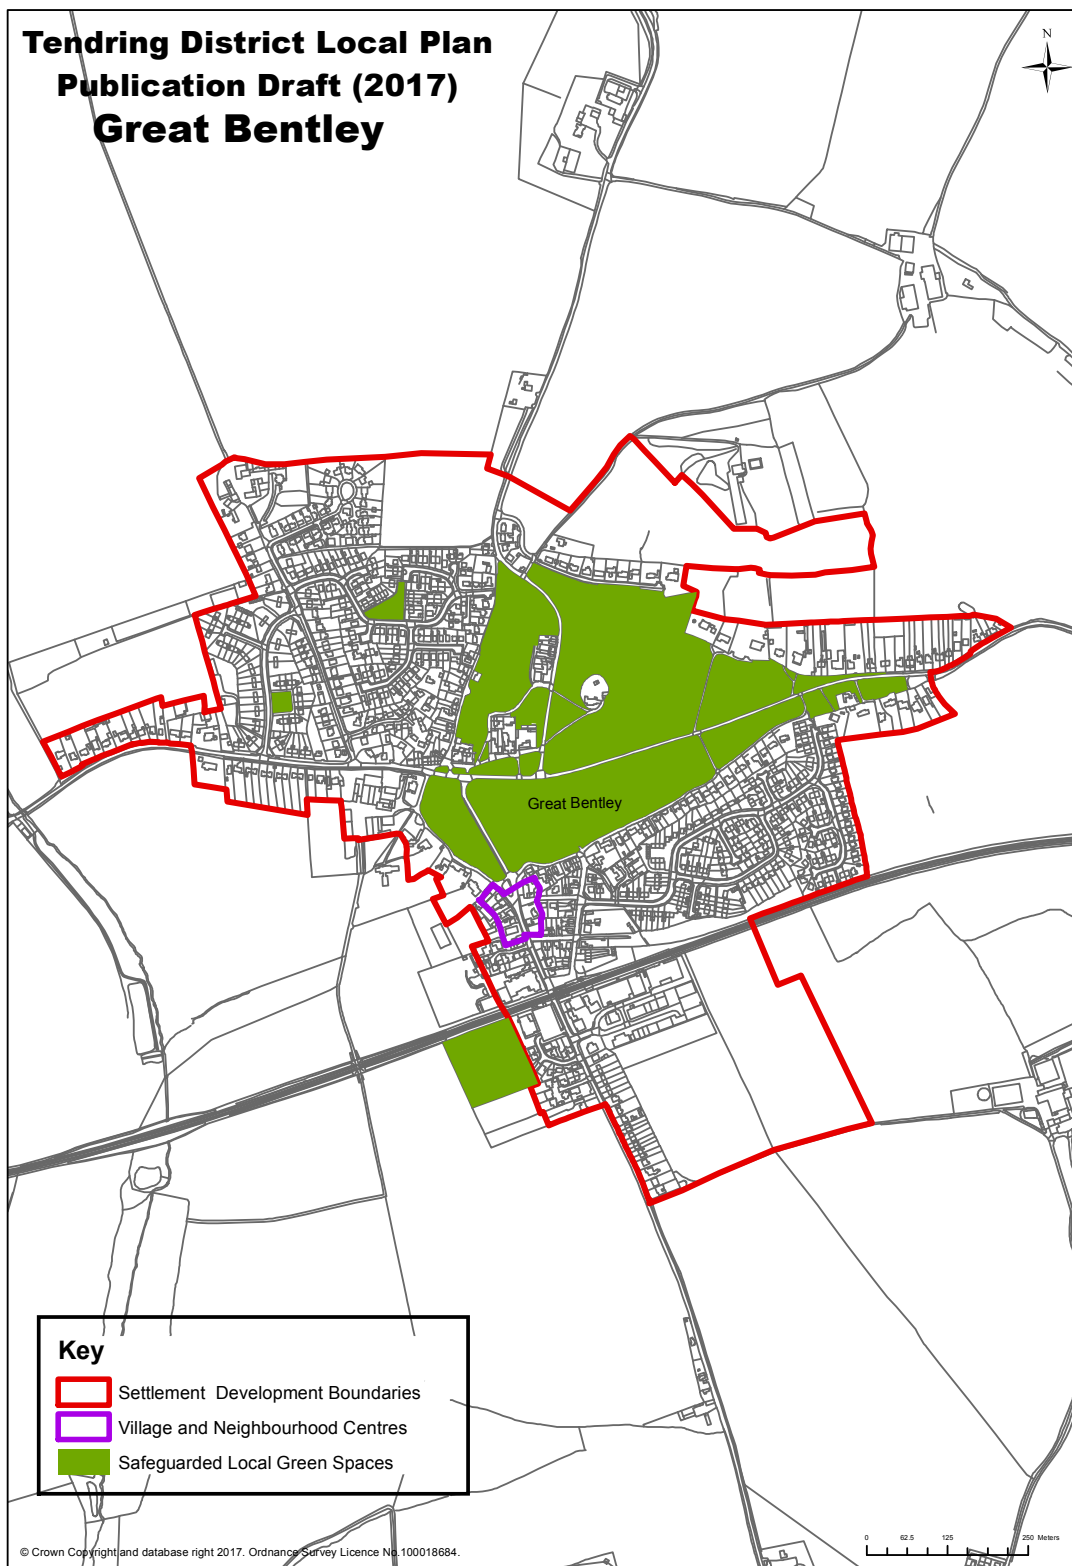 Tendring District Local Plan
Publication Draft (2017)
Great Bentley
N
Great Bentley
Key
Settlement Development Boundaries
Village and Neighbourhood Centres
Safeguarded Local Green Spaces
© Crown Copyright and database right 2017. Ordnance Survey Licence No.100018684.
0 62.5 125 250 Meters